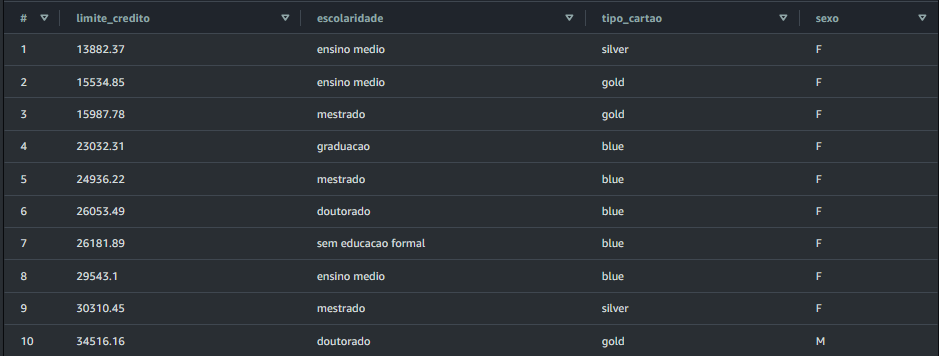 # limite_credito escolaridade tipo_cartao sexo
1 13882.37 ensino medio silver F
2 15534.85 ensino medio gold F
3 15987.78 mestrado gold F
4 23032.31 graduacao blue F
5 24936.22 mestrado blue F
6 26053.49 doutorado blue F
7 26181.89 sem educacao formal blue F
8 29543.1 ensino medio blue F
9 30310.45 mestrado silver F
10 34516.16 doutorado gold M